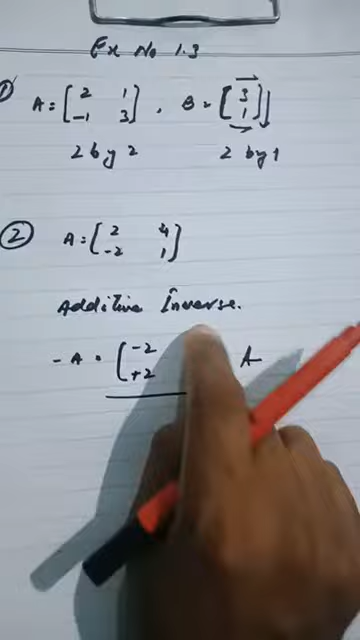 Ex No 1.3
① A = [ 2 1 , B = [ 3
-1 3 ] 1 ]
2 by 2 2 by 1
② A = [ 2 4
-2 1 ]
Additive Inverse.
- A = [ -2 A
+2